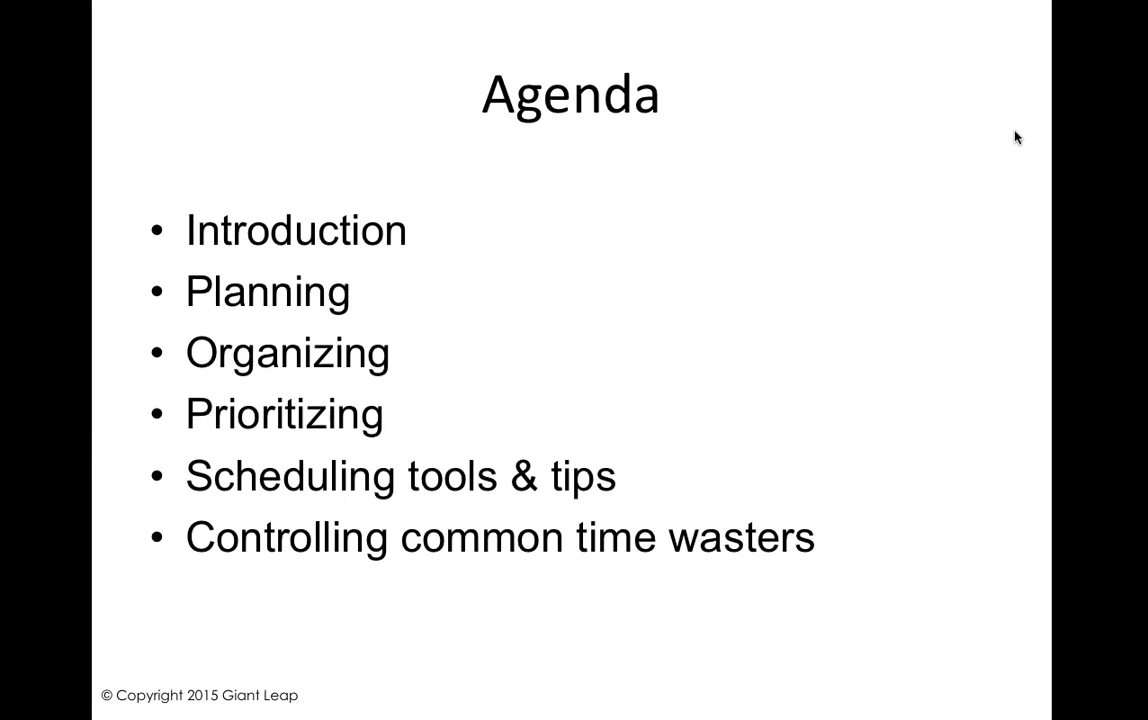 Agenda
• Introduction
• Planning
• Organizing
• Prioritizing
• Scheduling tools & tips
• Controlling common time wasters
© Copyright 2015 Giant Leap